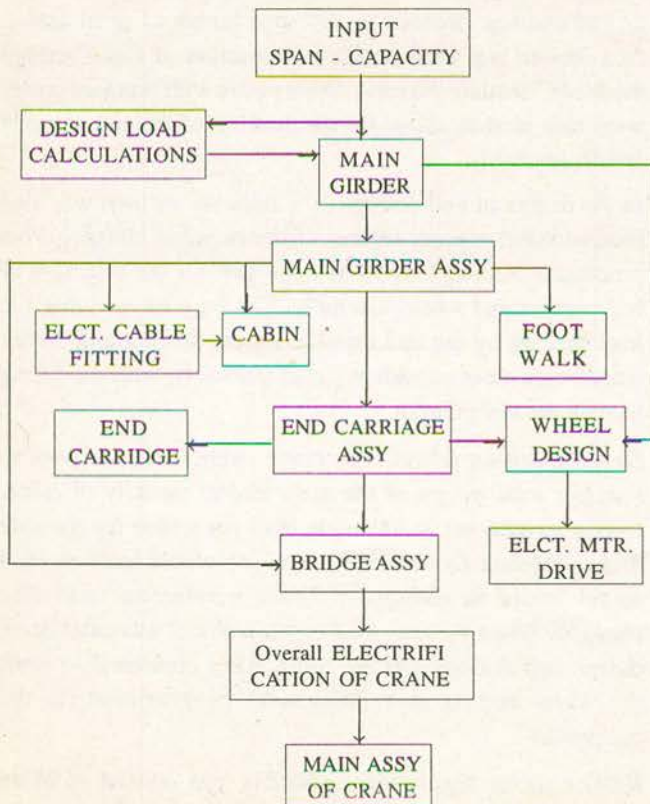 INPUT
SPAN - CAPACITY
DESIGN LOAD
CALCULATIONS
MAIN
GIRDER
MAIN GIRDER ASSY
ELCT. CABLE
FITTING
CABIN
FOOT
WALK
END
CARRIDGE
END CARRIAGE
ASSY
WHEEL
DESIGN
ELCT. MTR.
DRIVE
BRIDGE ASSY
Overall ELECTRIFI
CATION OF CRANE
MAIN ASSY
OF CRANE